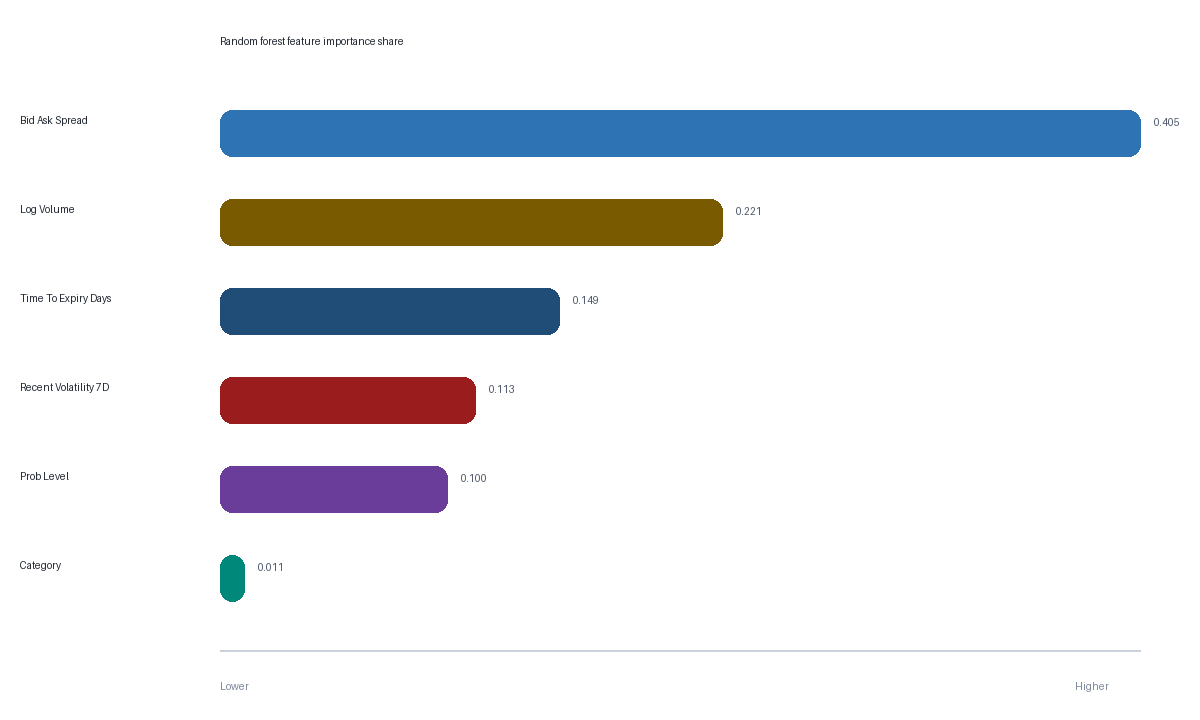 Random forest feature importance share
Bid Ask Spread
0.405
Log Volume
0.221
Time To Expiry Days
0.149
Recent Volatility 7D
0.113
Prob Level
0.100
Category
0.011
Lower
Higher